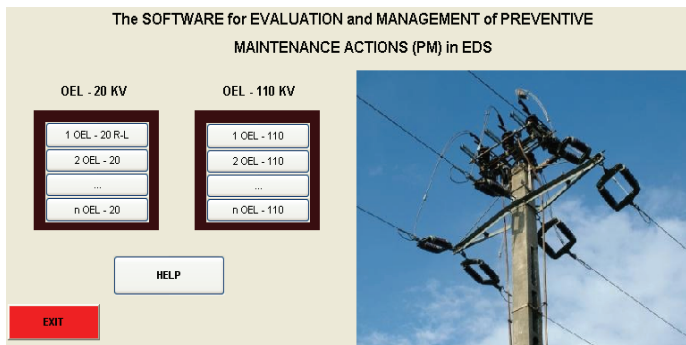 The SOFTWARE for EVALUATION and MANAGEMENT of PREVENTIVE
MAINTENANCE ACTIONS (PM) in EDS
OEL - 20 KV
1 OEL - 20 R-L
2 OEL - 20
...
n OEL - 20
OEL - 110 KV
1 OEL - 110
2 OEL - 110
...
n OEL - 110
HELP
EXIT